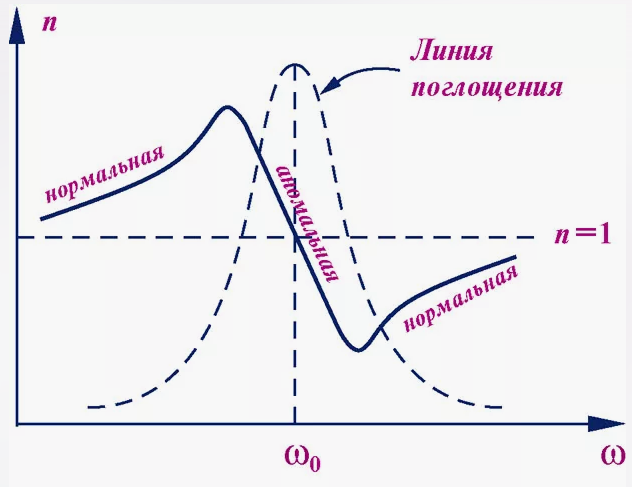 n
Линия
поглощения
нормальная
аномальная
n = 1
нормальная
ω₀
ω